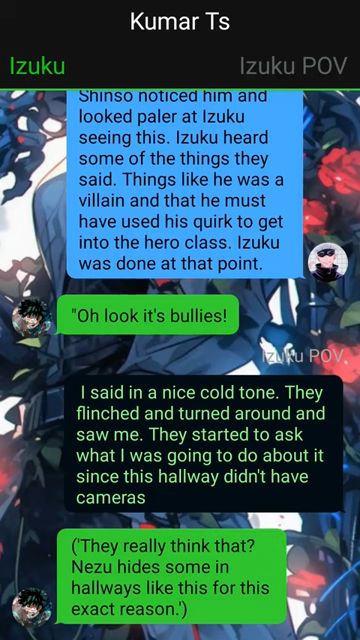 Kumar Ts
Izuku
Izuku POV
Shinso noticed him and
looked paler at Izuku
seeing this. Izuku heard
some of the things they
said. Things like he was a
villain and that he must
have used his quirk to get
into the hero class. Izuku
was done at that point.
"Oh look it's bullies!
Izuku POV
I said in a nice cold tone. They
flinched and turned around and
saw me. They started to ask
what I was going to do about it
since this hallway didn't have
cameras
('They really think that?
Nezu hides some in
hallways like this for this
exact reason.')